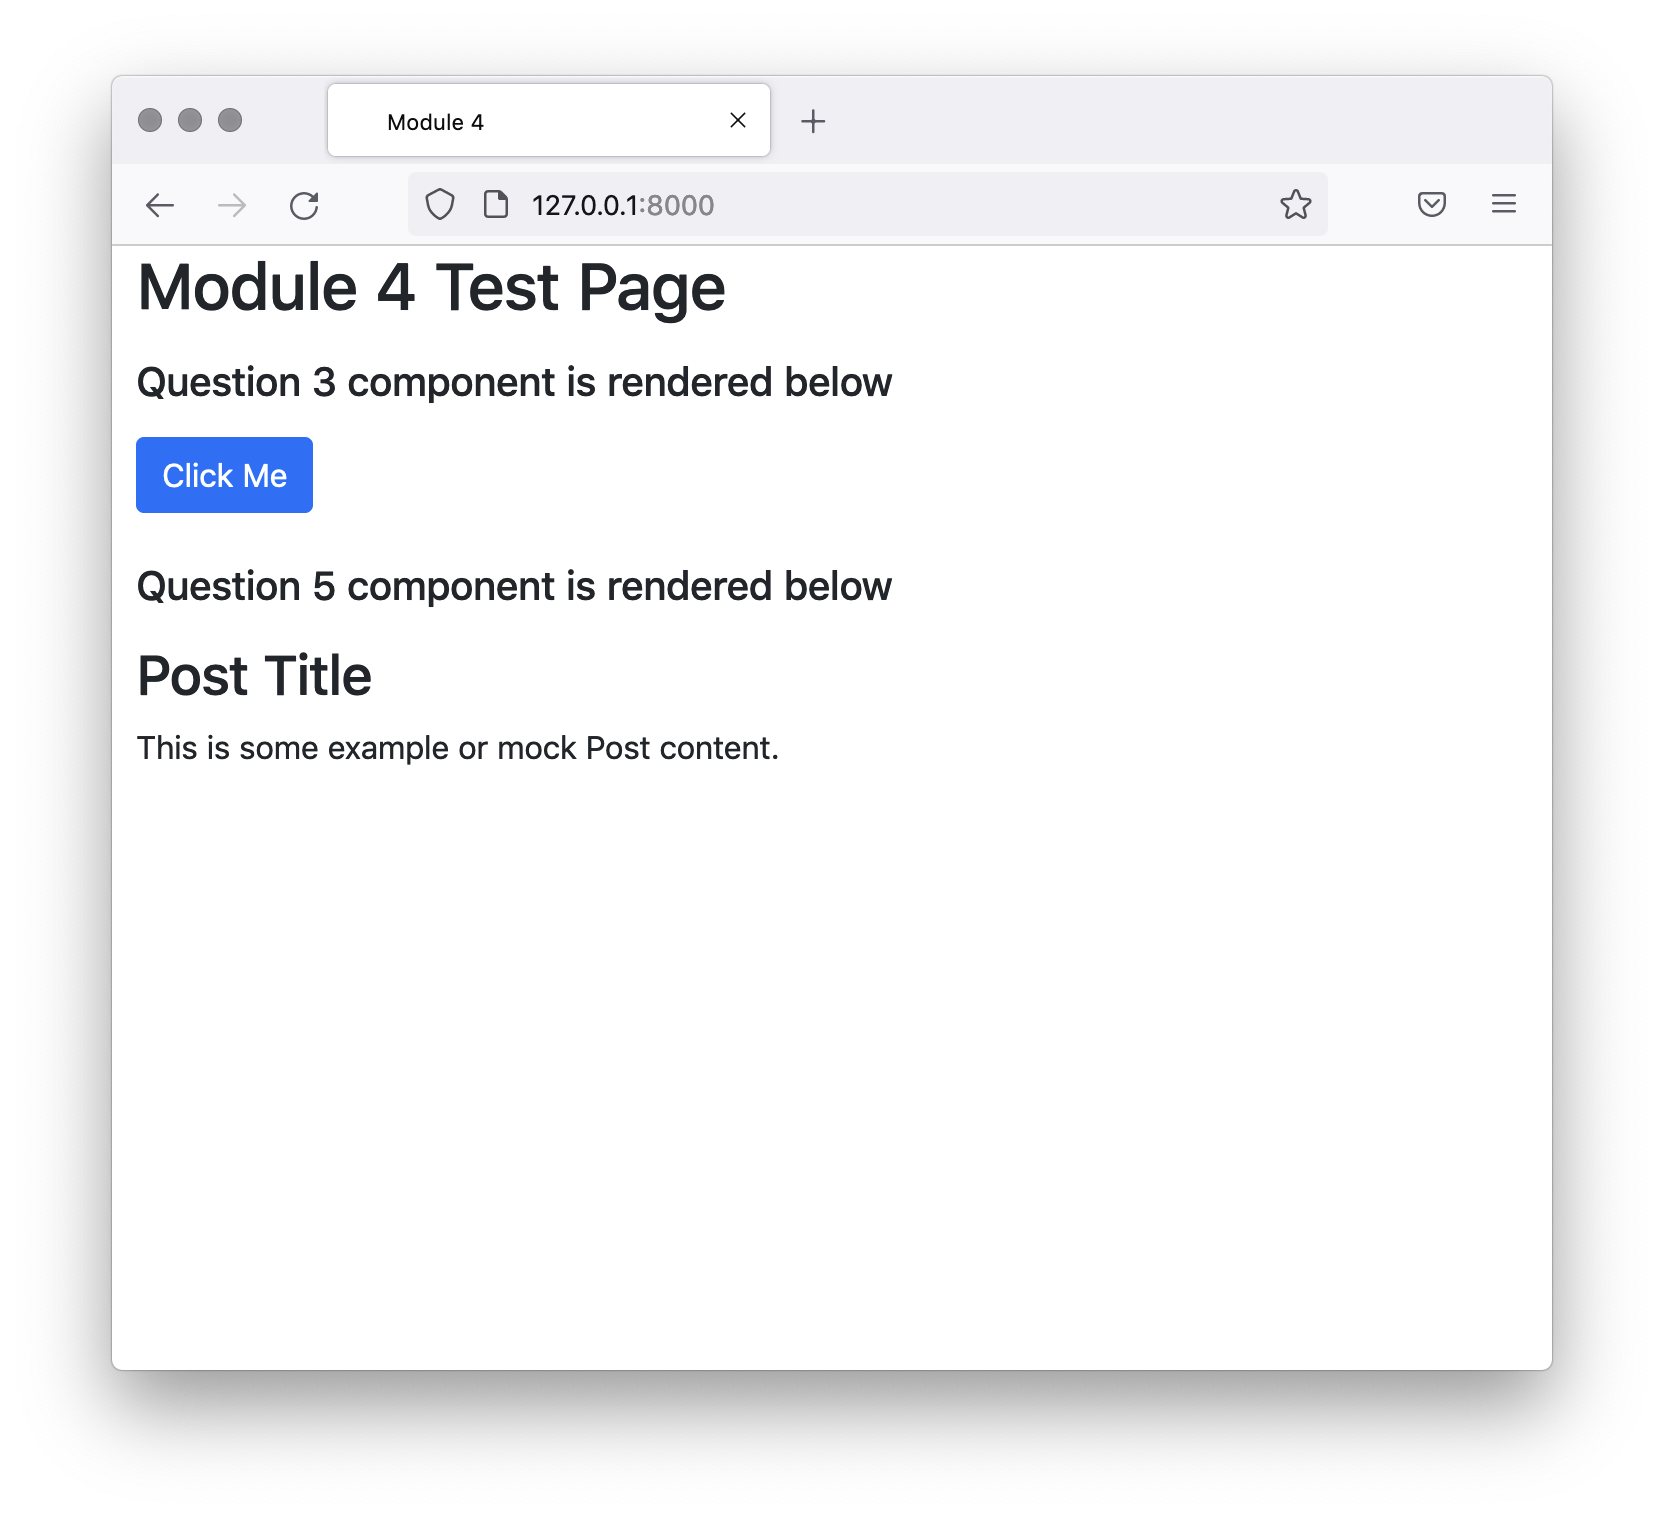 Module 4
127.0.0.1:8000
Module 4 Test Page
Question 3 component is rendered below
Click Me
Question 5 component is rendered below
Post Title
This is some example or mock Post content.